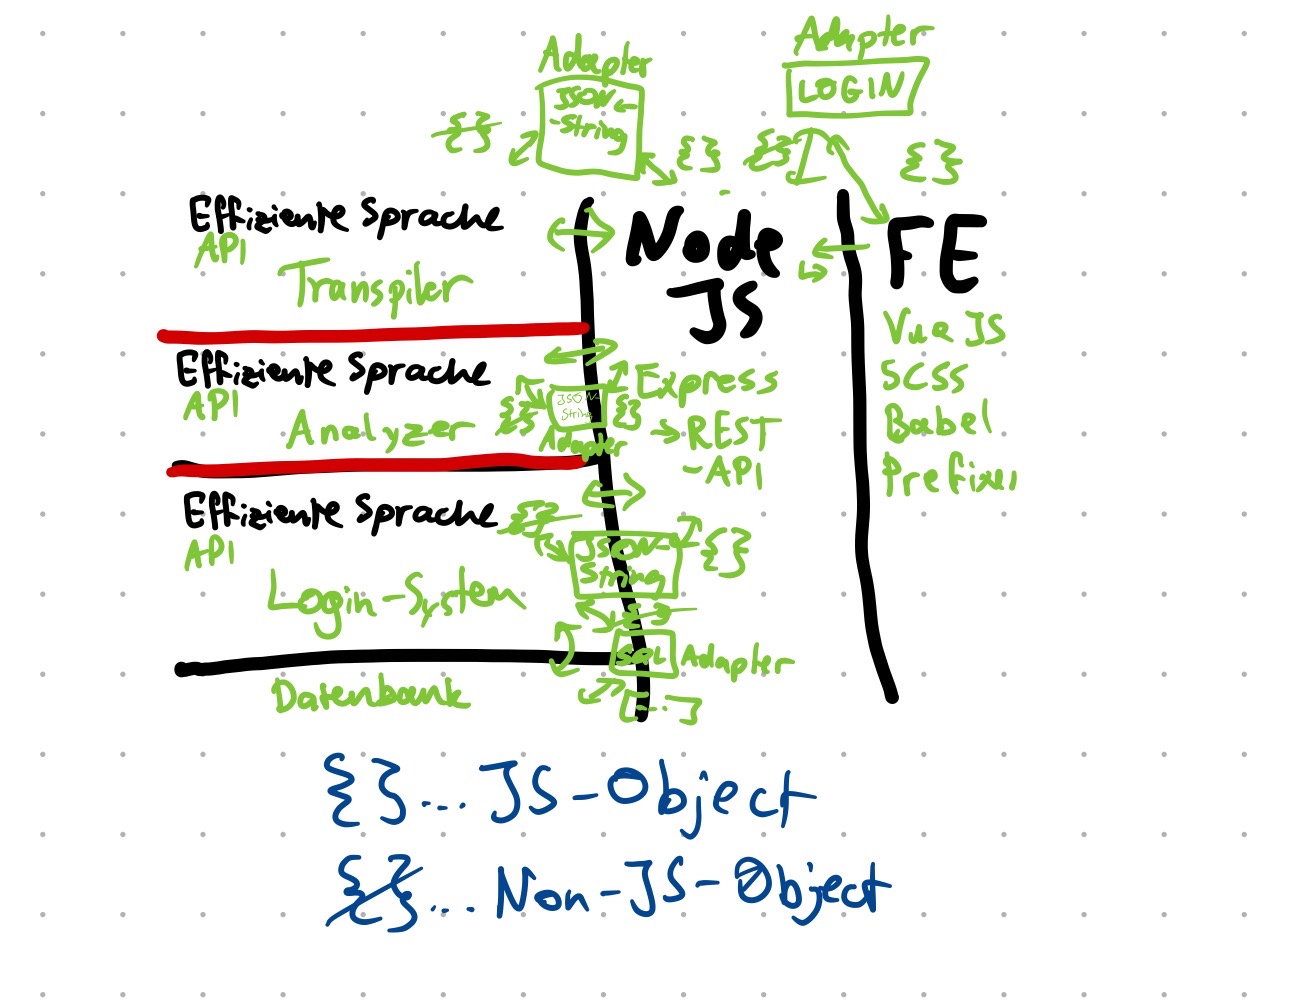 Adapter
LOGIN
Adapter
JSON
-String
{}
{}
{}
{}
Effiziente Sprache
API
Transpiler
Node
JS
FE
Vue JS
SCSS
Babel
Prefixer
Effiziente Sprache
API
Analyzer
{}
JSON-
String
{}
Adapter
Express
→ REST
-API
Effiziente Sprache
API
Login-System
{}
JSON-
String
{}
{}
SQL Adapter
[...]
Datenbank
{}... JS-Object
{}... Non-JS-Object